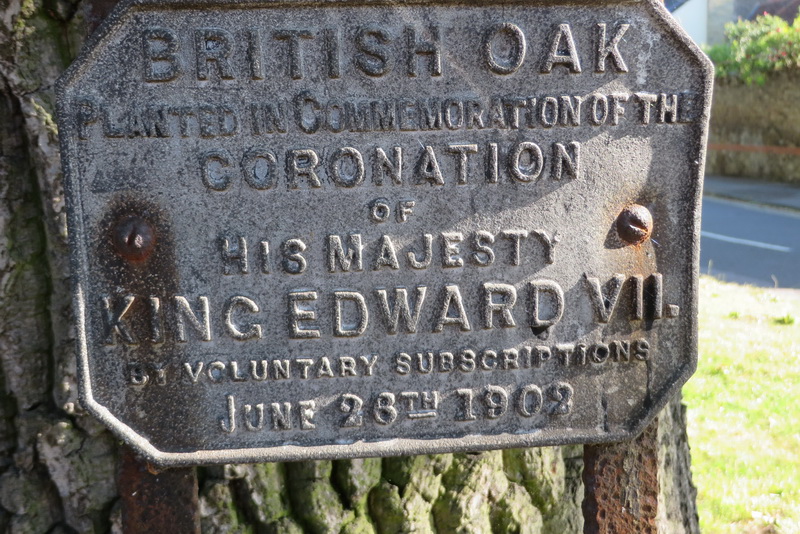 BRITISH OAK
PLANTED IN COMMEMORATION OF THE
CORONATION
OF
HIS MAJESTY
KING EDWARD VII.
BY VOLUNTARY SUBSCRIPTIONS
JUNE 26TH 1902